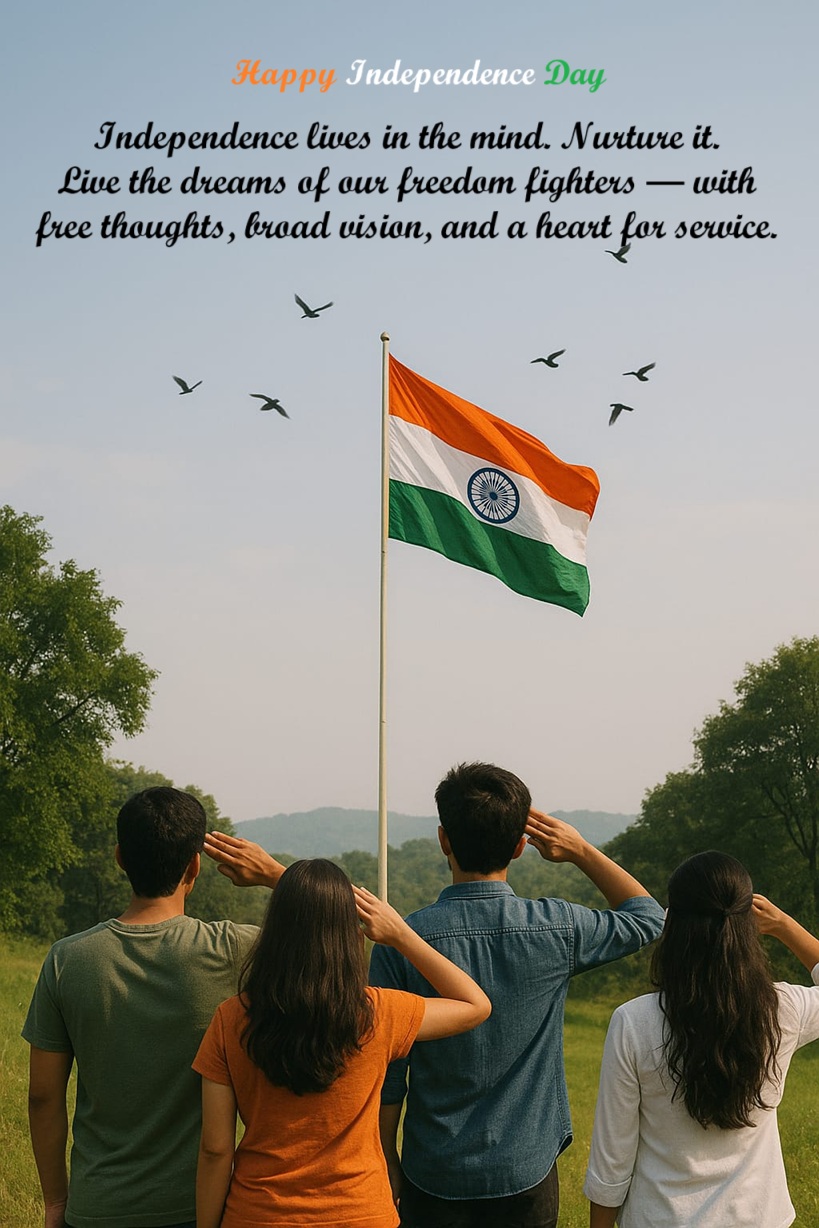 Happy Independence Day
Independence lives in the mind. Nurture it.
Live the dreams of our freedom fighters — with
free thoughts, broad vision, and a heart for service.